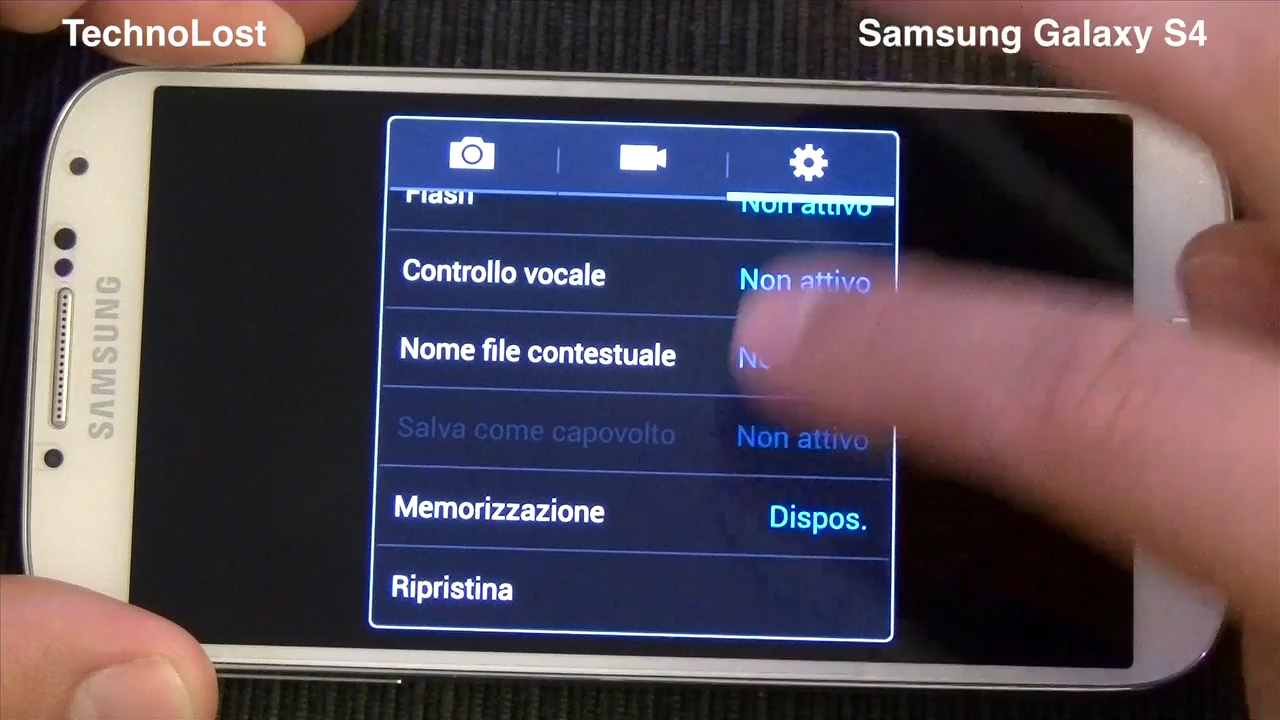 TechnoLost
Samsung Galaxy S4
SAMSUNG
Flash Non attivo
Controllo vocale Non attivo
Nome file contestuale
Salva come capovolto Non attivo
Memorizzazione Dispos.
Ripristina